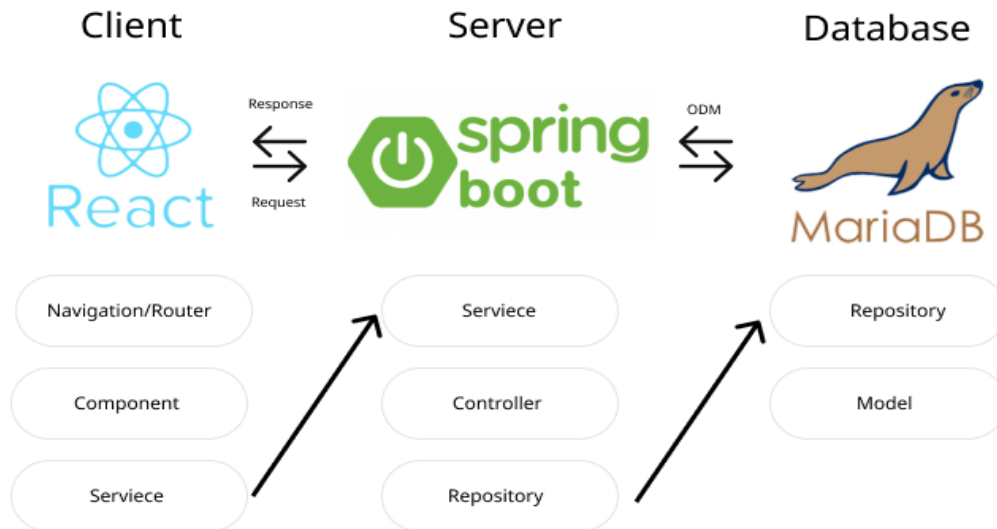 Client
Server
Database
Response
Request
ODM
React
spring
boot
MariaDB
Navigation/Router
Serviece
Repository
Component
Controller
Model
Serviece
Repository